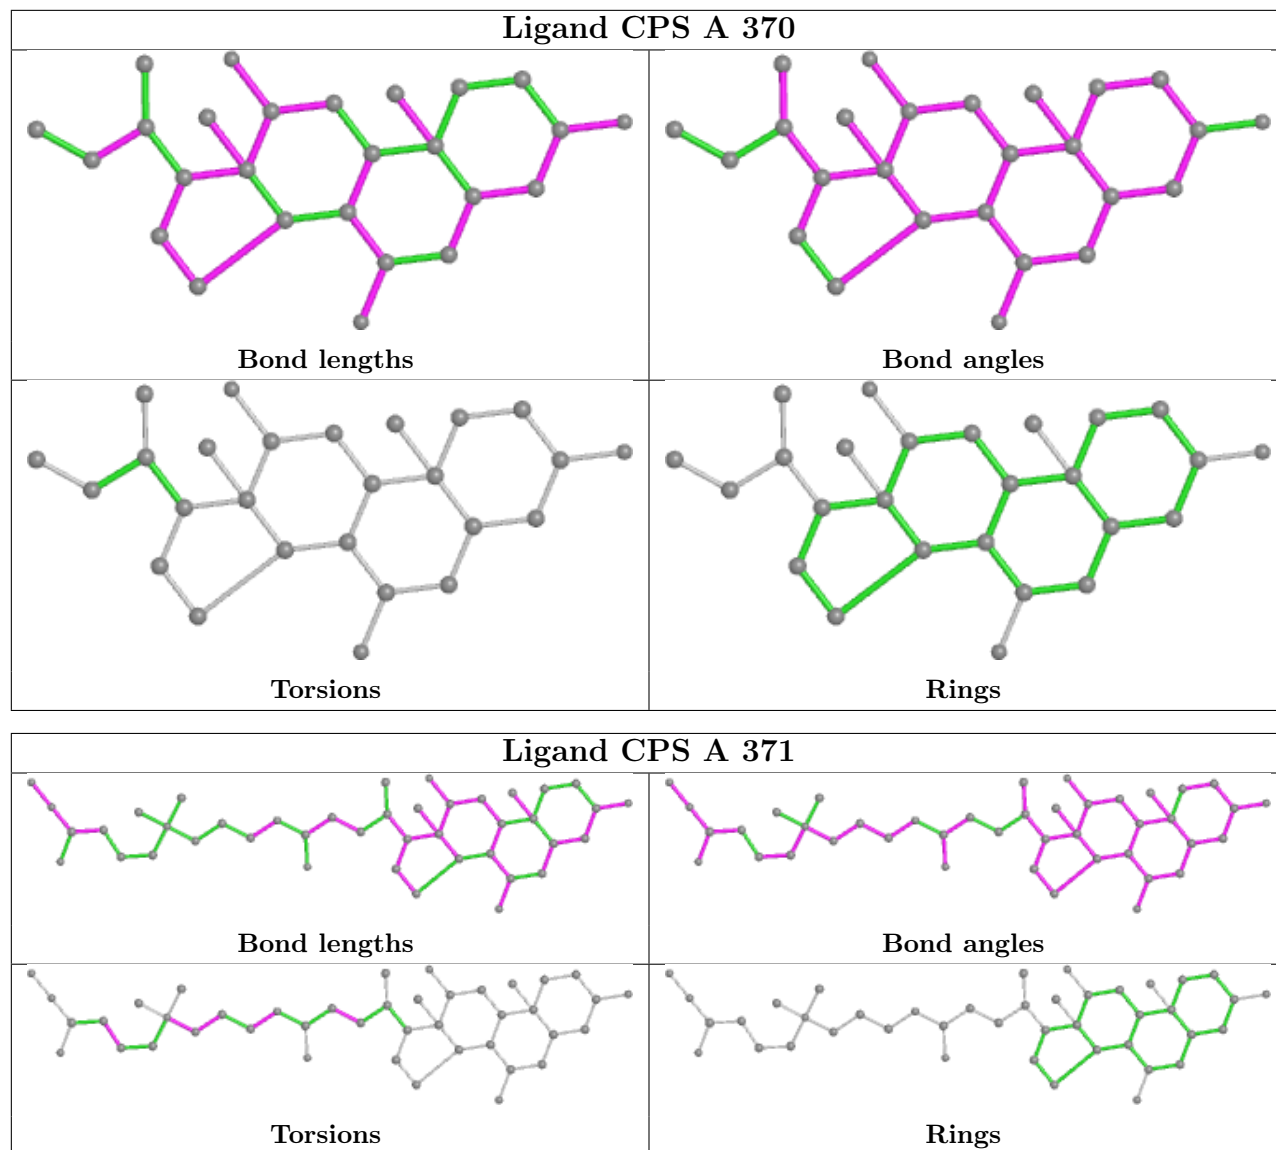 Ligand CPS A 370
Bond lengths
Bond angles
Torsions
Rings
Ligand CPS A 371
Bond lengths
Bond angles
Torsions
Rings